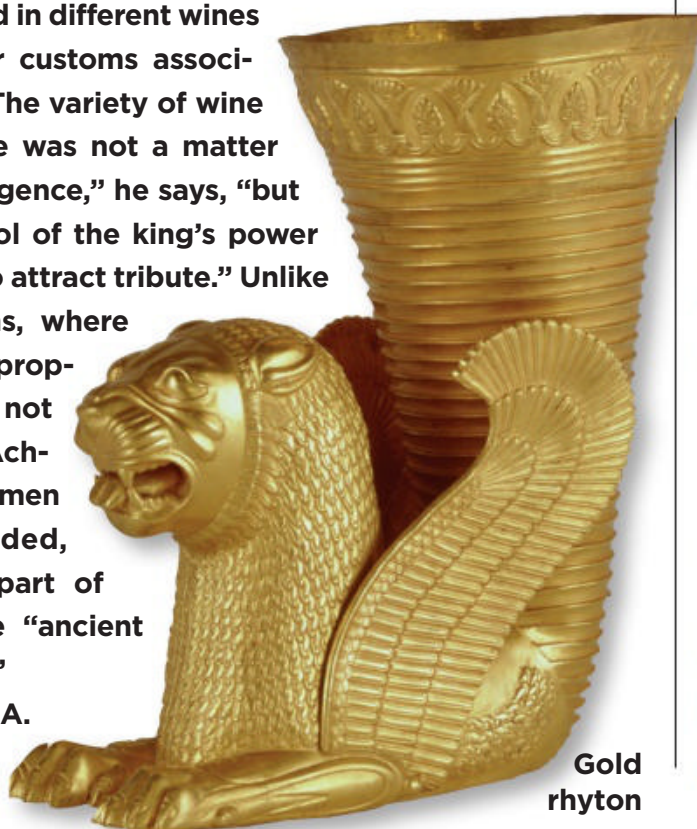 d in different wines
r customs associ-
The variety of wine
e was not a matter
gence,” he says, “but
ol of the king’s power
o attract tribute.” Unlike
s, where
prop-
not
Ach-
men
ded,
part of
e “ancient
”
A.
Gold
rhyton